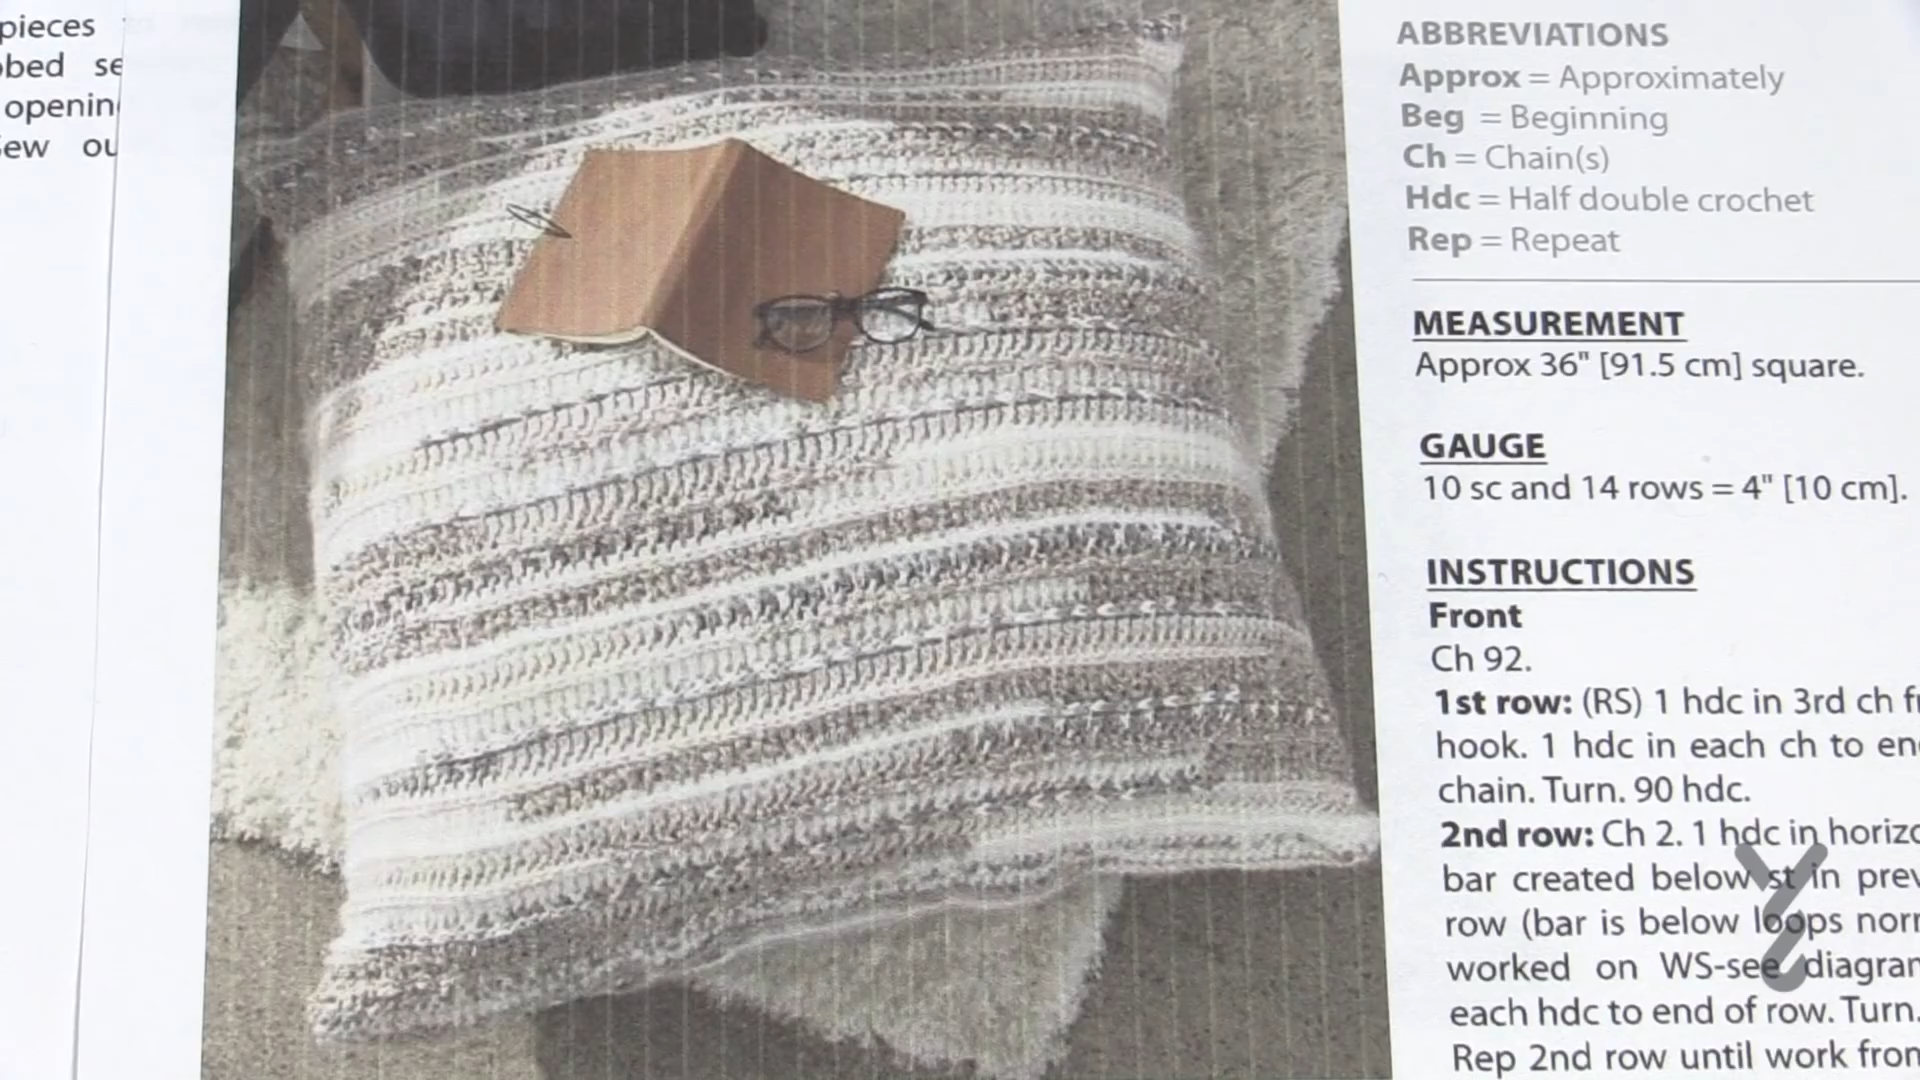 pieces
opening
ABBREVIATIONS
Approx = Approximately
Beg = Beginning
Ch = Chain(s)
Hdc = Half double crochet
Rep = Repeat
MEASUREMENT
Approx 36" [91.5 cm] square.
GAUGE
10 sc and 14 rows = 4" [10 cm].
INSTRUCTIONS
Front
Ch 92.
1st row: (RS) 1 hdc in 3rd ch
hook. 1 hdc in each ch to
chain. Turn. 90 hdc.
2nd row: Ch 2. 1 hdc in
bar created below st in
row (bar is below loops
worked on WS-see
each hdc to end of row. Turn.
Rep 2nd row until work